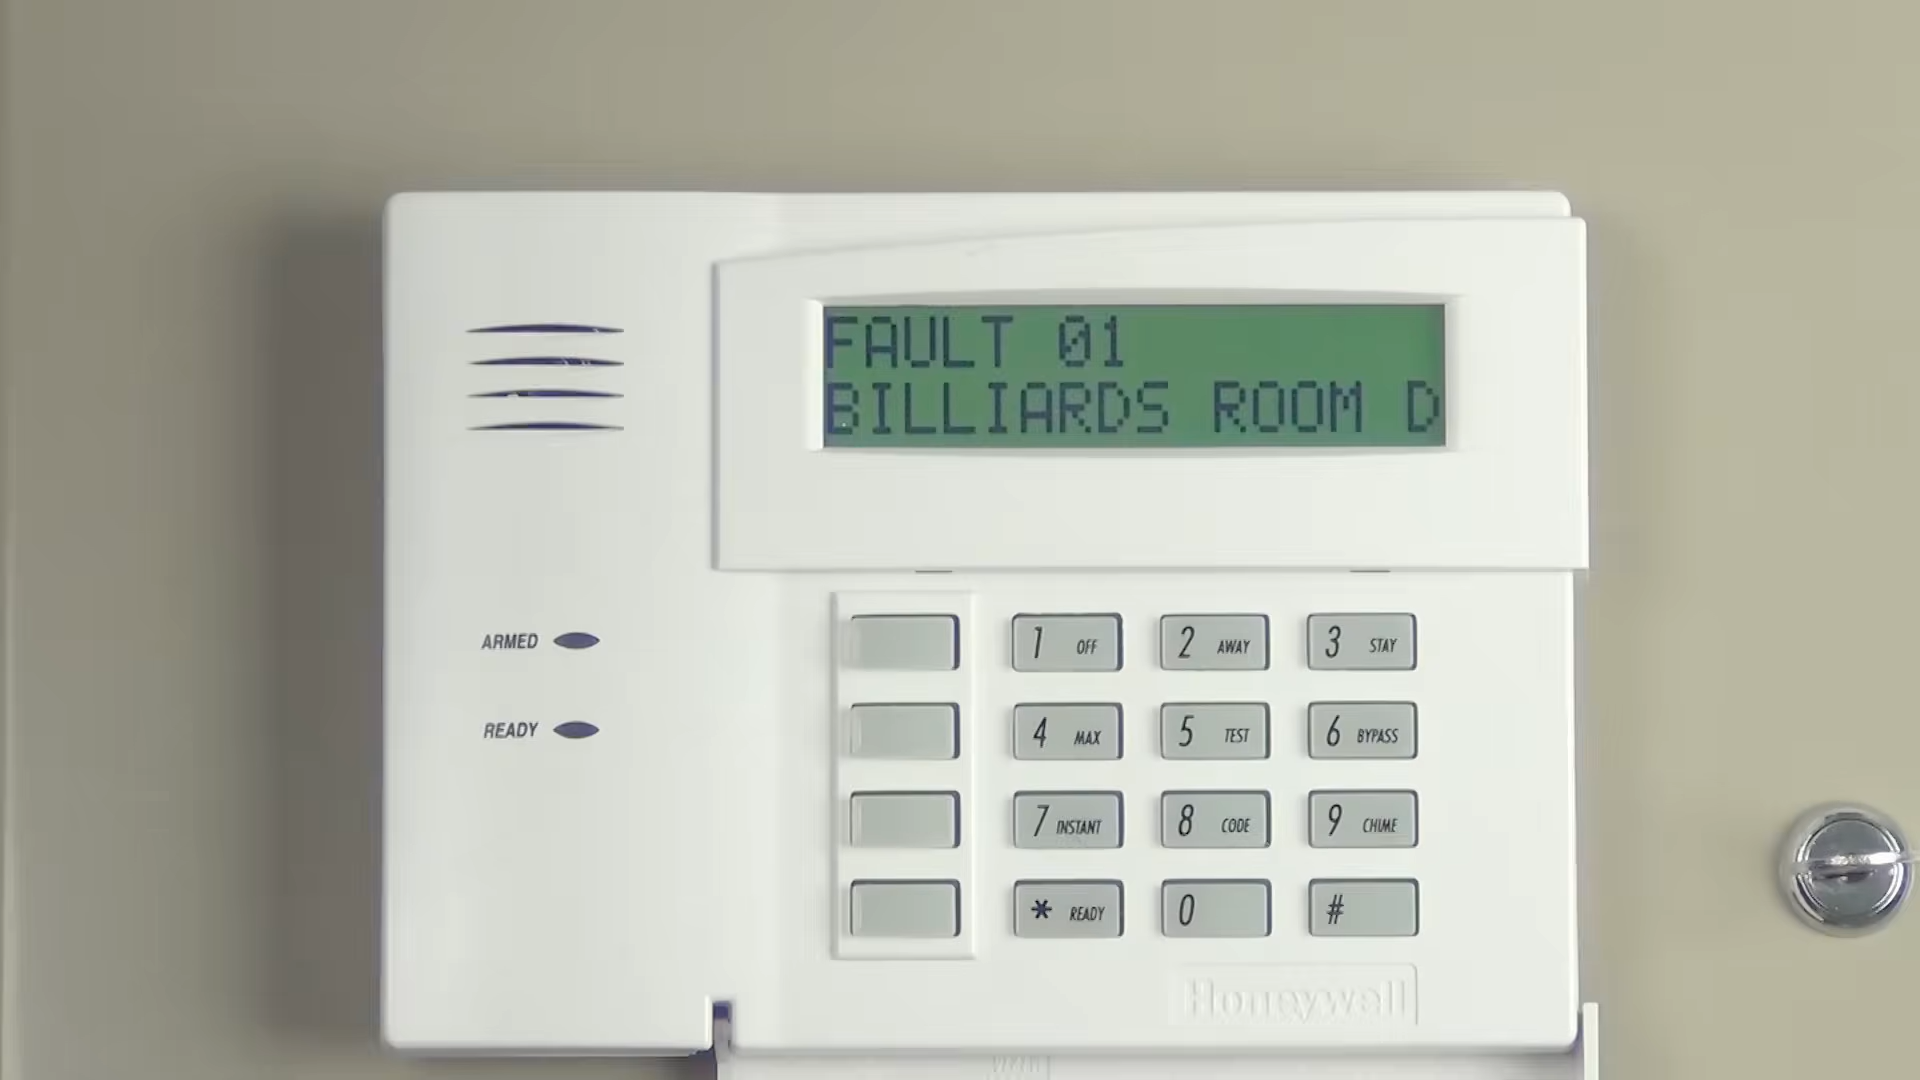 FAULT 01
BILLIARDS ROOM D
ARMED
READY
1 OFF
2 AWAY
3 STAY
4 MAX
5 TEST
6 BYPASS
7 INSTANT
8 CODE
9 CHIME
* READY
0
#
Honeywell